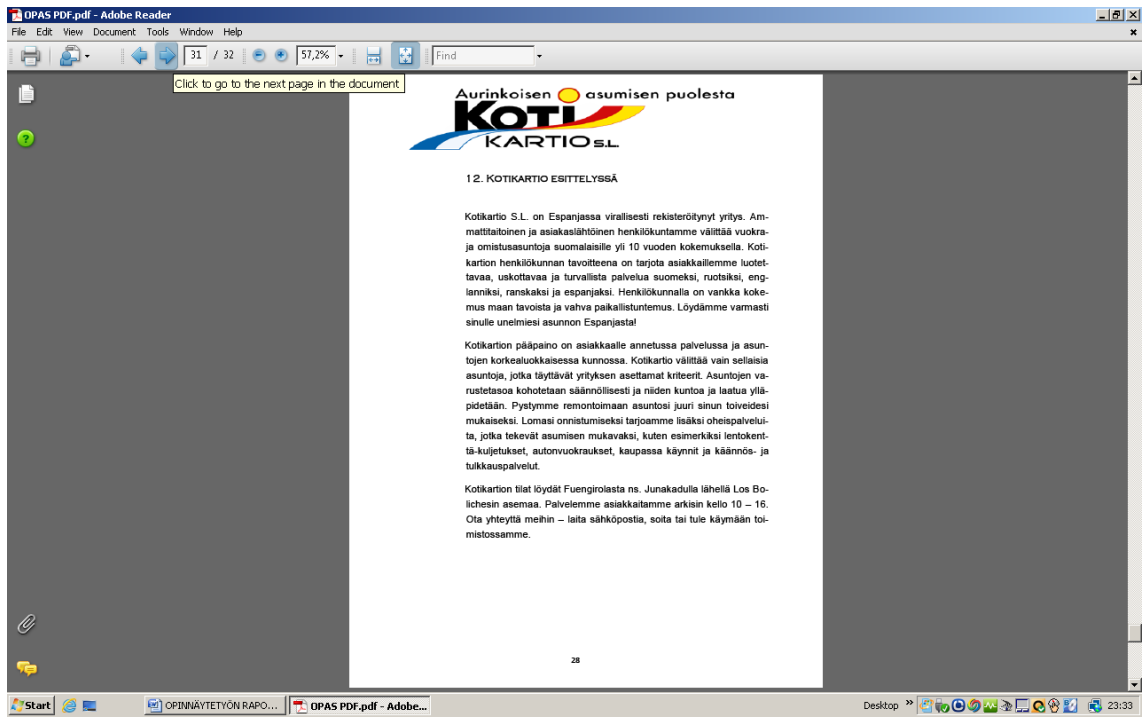 OPAS PDF.pdf - Adobe Reader
File Edit View Document Tools Window Help
31 / 32 57,2% Find
Click to go to the next page in the document
Aurinkoisen asumisen puolesta
KOTI
KARTIO S.L.
12. KOTIKARTIO ESITTELYSSÄ
Kotikartio S.L. on Espanjassa virallisesti rekisteröitynyt yritys. Am-
mattitaitoinen ja asiakaslähtöinen henkilökuntamme välittää vuokra-
ja omistusasuntoja suomalaisille yli 10 vuoden kokemuksella. Koti-
kartion henkilökunnan tavoitteena on tarjota asiakkaillemme luotet-
tavaa, uskottavaa ja turvallista palvelua suomeksi, ruotsiksi, eng-
lanniksi, ranskaksi ja espanjaksi. Henkilökunnalla on vankka koke-
mus maan tavoista ja vahva paikallistuntemus. Löydämme varmasti
sinulle unelmiesi asunnon Espanjasta!
Kotikartion pääpaino on asiakkaalle annetussa palvelussa ja asun-
tojen korkealuokkaisessa kunnossa. Kotikartio välittää vain sellaisia
asuntoja, jotka täyttävät yrityksen asettamat kriteerit. Asuntojen va-
rustetasoa kohotetaan säännöllisesti ja niiden kuntoa ja laatua yllä-
pidetään. Pystymme remontoimaan asuntosi juuri sinun toiveidesi
mukaiseksi. Lomasi onnistumiseksi tarjoamme lisäksi oheispalvelui-
ta, jotka tekevät asumisen mukavaksi, kuten esimerkiksi lentokent-
tä-kuljetukset, autonvuokraukset, kaupassa käynnit ja käännös- ja
tulkkauspalvelut.
Kotikartion tilat löydät Fuengirolasta ns. Junakadulla lähellä Los Bo-
lichesin asemaa. Palvelemme asiakkaitamme arkisin kello 10 – 16.
Ota yhteyttä meihin – laita sähköpostia, soita tai tule käymään toi-
mistossamme.
28
Start OPINNÄYTETYÖN RAPO... OPAS PDF.pdf - Adobe... Desktop » 23:33